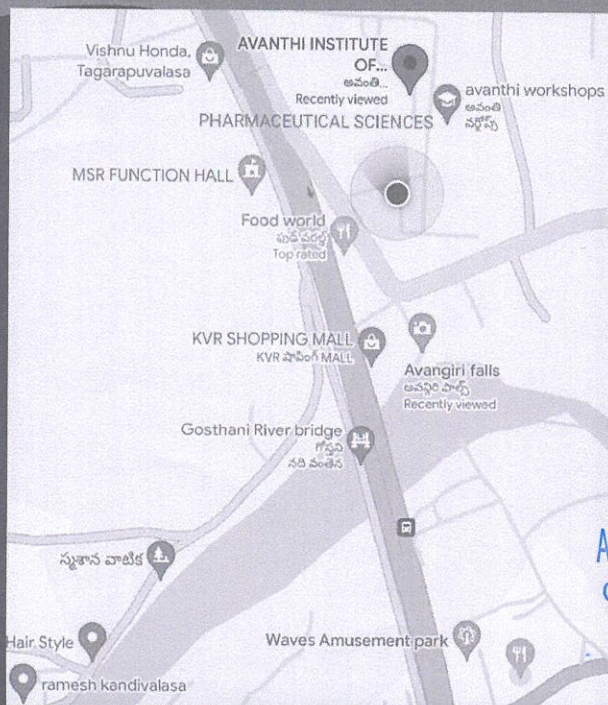 Vishnu Honda,
Tagarapuvalasa
AVANTHI INSTITUTE
OF...
అవంతి...
Recently viewed
PHARMACEUTICAL SCIENCES
avanthi workshops
అవంతి
MSR FUNCTION HALL
Food world
ఫుడ్ వరల్డ్
Top rated
KVR SHOPPING MALL
KVR షాపింగ్ MALL
Avangiri falls
అవన్గిరి ఫాల్స్
Recently viewed
Gosthani River bridge
గోస్తని
నది వంతెన
స్మశాన వాటిక
Hair Style
Waves Amusement park
ramesh kandivalasa